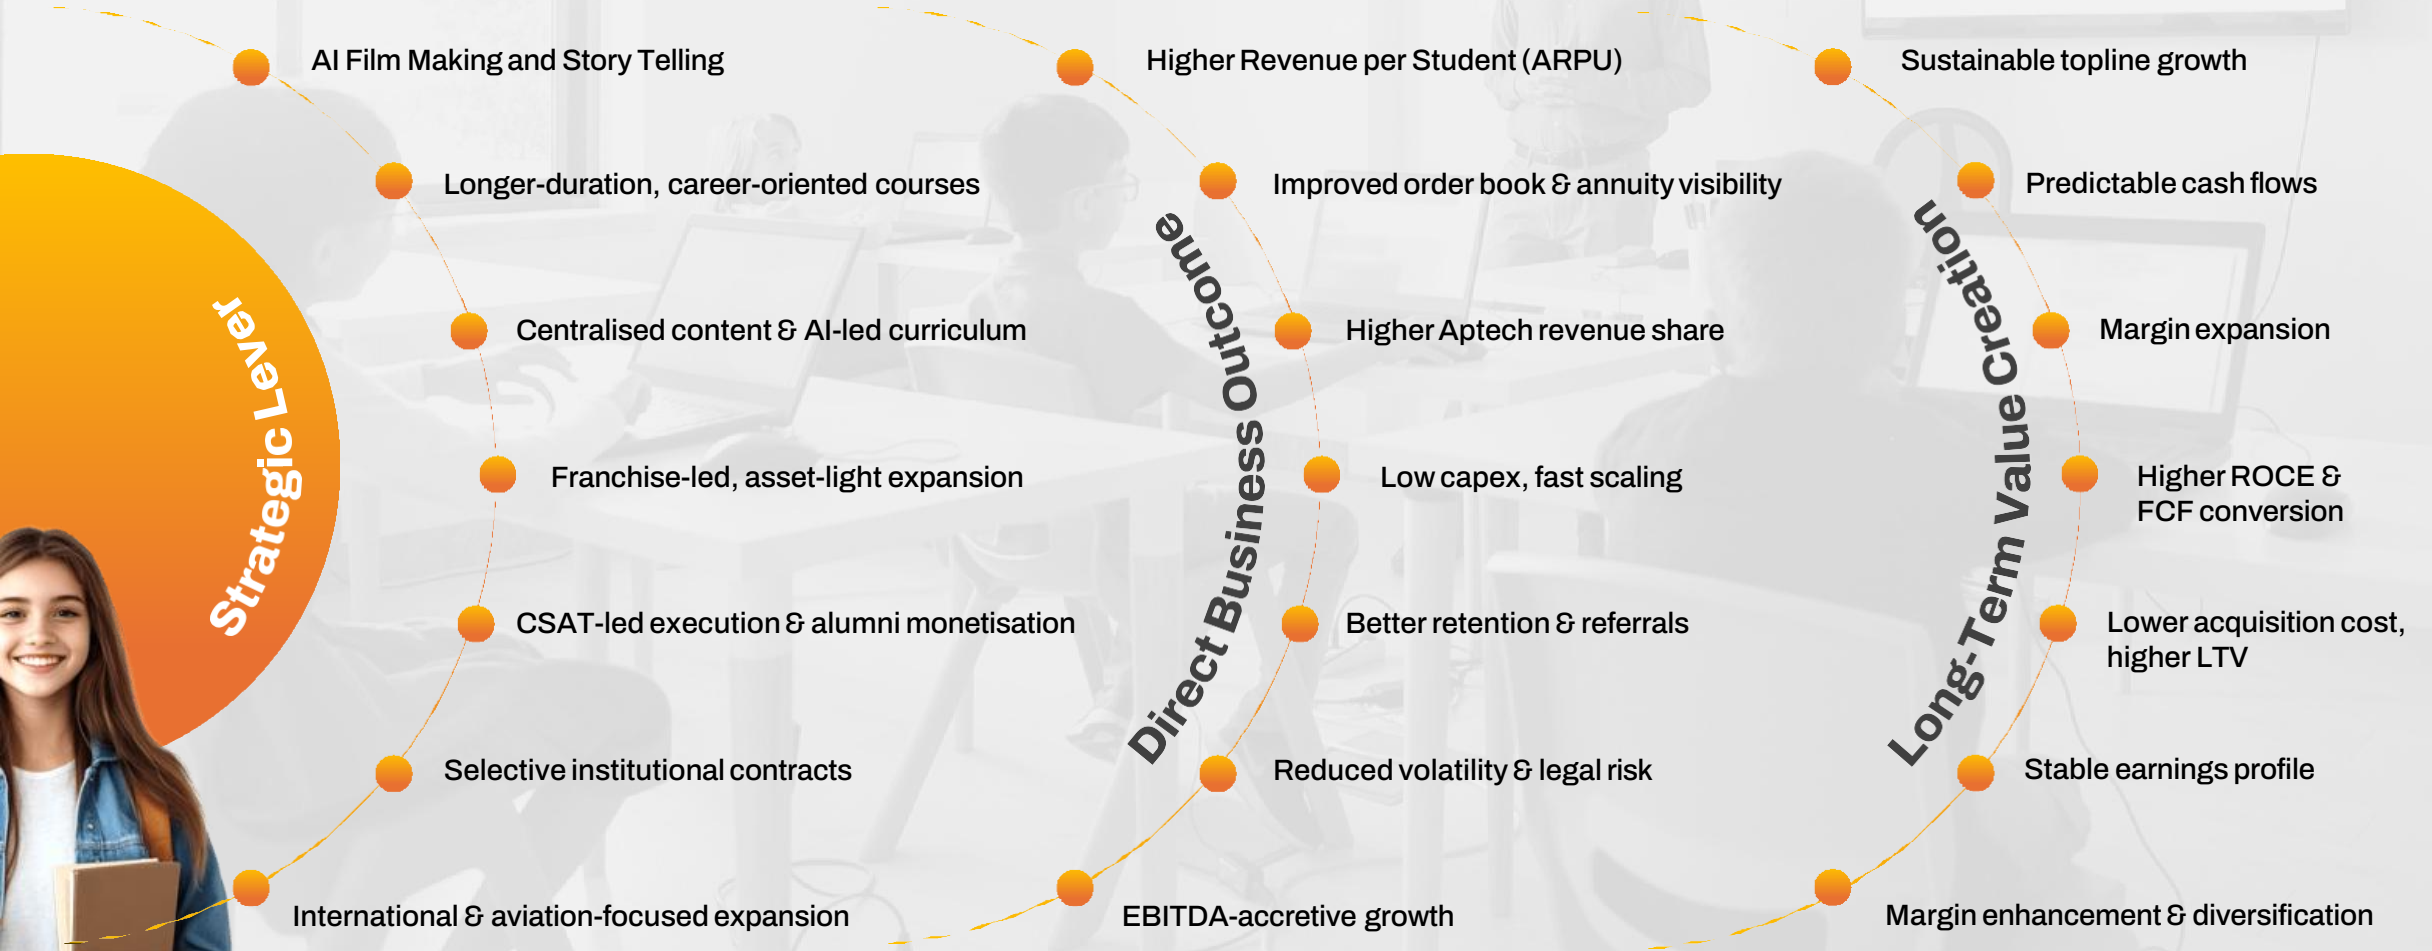 Strategic Lever
AI Film Making and Story Telling
Longer-duration, career-oriented courses
Centralised content & AI-led curriculum
Franchise-led, asset-light expansion
CSAT-led execution & alumni monetisation
Selective institutional contracts
International & aviation-focused expansion
Direct Business Outcome
Higher Revenue per Student (ARPU)
Improved order book & annuity visibility
Higher Aptech revenue share
Low capex, fast scaling
Better retention & referrals
Reduced volatility & legal risk
EBITDA-accretive growth
Long-Term Value Creation
Sustainable topline growth
Predictable cash flows
Margin expansion
Higher ROCE &
FCF conversion
Lower acquisition cost,
higher LTV
Stable earnings profile
Margin enhancement & diversification